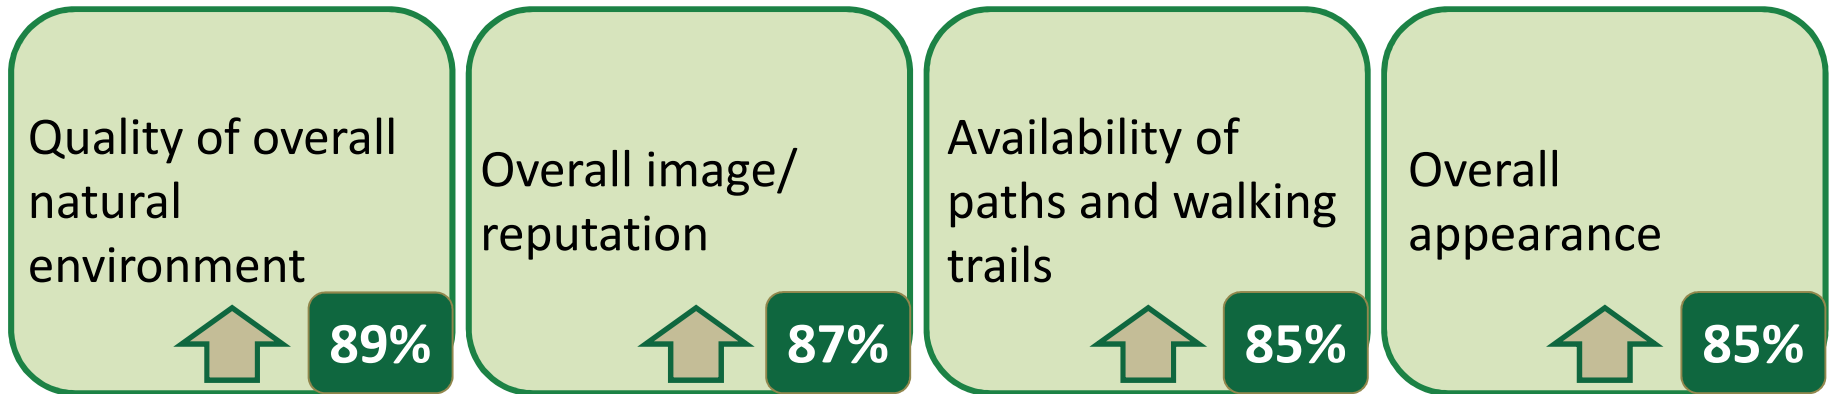 Quality of overall
natural
environment
89%
Overall image/
reputation
87%
Availability of
paths and walking
trails
85%
Overall
appearance
85%